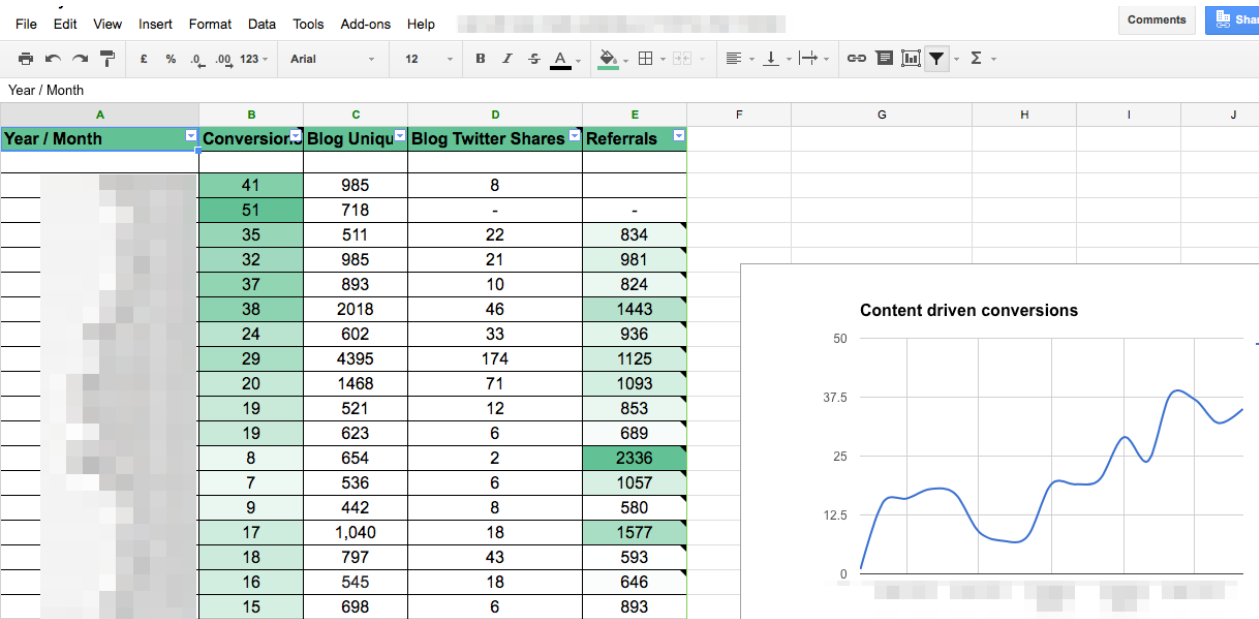 File Edit View Insert Format Data Tools Add-ons Help Comments
£ % .0 .00 123 Arial 12 B I S A Σ
Year / Month
A B C D E F G H I J
Year / Month Conversions Blog Uniqu Blog Twitter Shares Referrals
41 985 8
51 718 - -
35 511 22 834
32 985 21 981
37 893 10 824
38 2018 46 1443
24 602 33 936
29 4395 174 1125
20 1468 71 1093
19 521 12 853
19 623 6 689
8 654 2 2336
7 536 6 1057
9 442 8 580
17 1,040 18 1577
18 797 43 593
16 545 18 646
15 698 6 893
Content driven conversions
50
37.5
25
12.5
0